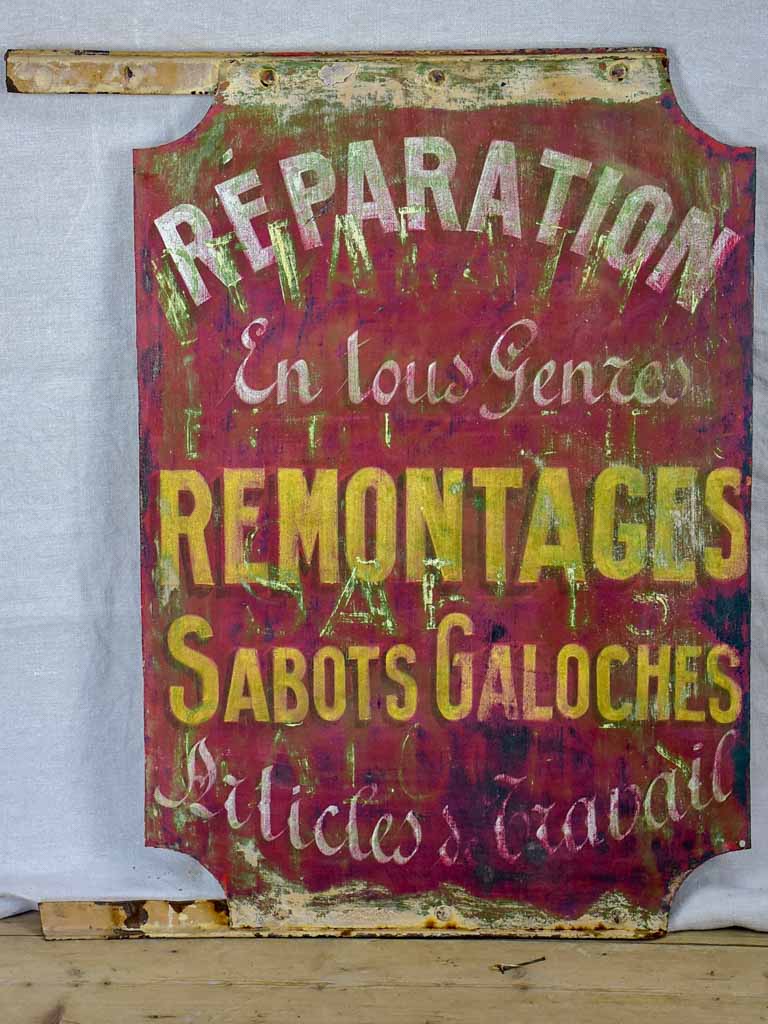 RÉPARATION
En tous Genres
REMONTAGES
SABOTS GALOCHES
Articles de Travail